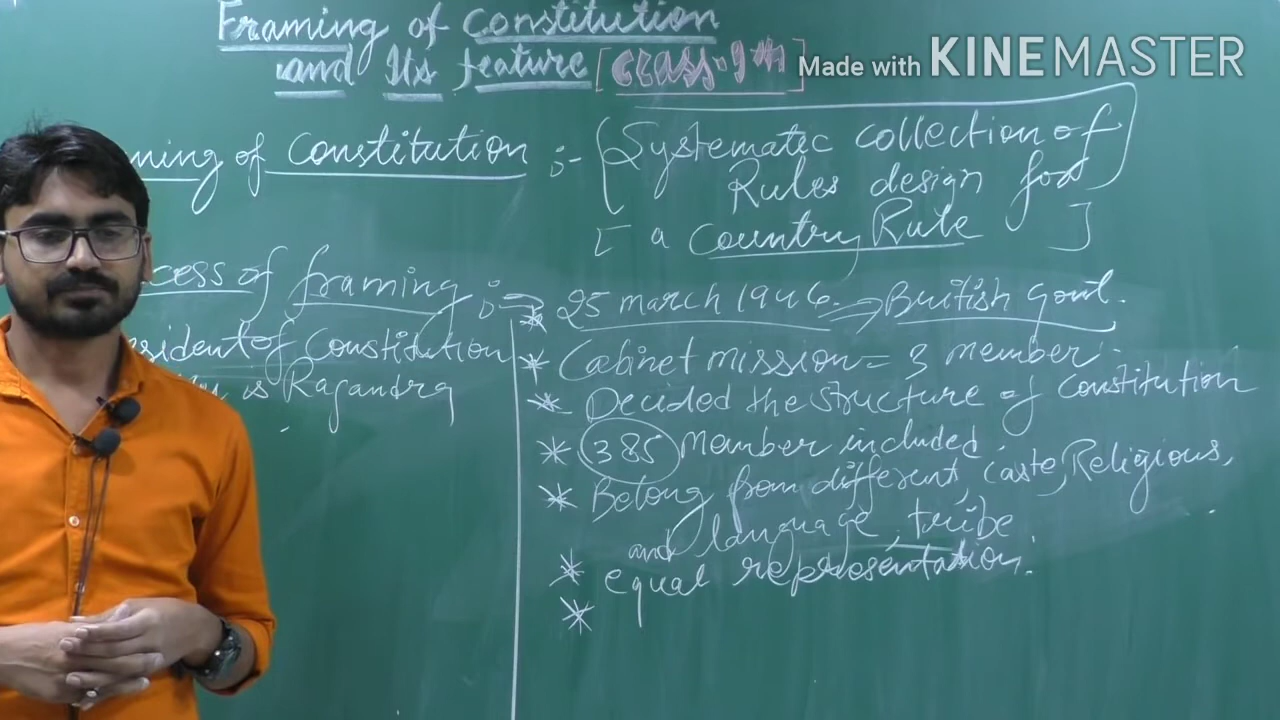 Framing of Constitution
and Its feature [Class-9th]
Made with KINEMASTER
ming of Constitution :- [Systematic collection of
Rules design for
[a Country Rule]
cess of framing :→ * 25 march 1946. ⇒ British Govt.
* Cabinet mission = 3 member.
sident of Constitution
* Decided the structure of Constitution
is Rajandra
* 385 member included.
* Belong from different, caste, Religious,
and language, tribe
* equal representation.
*